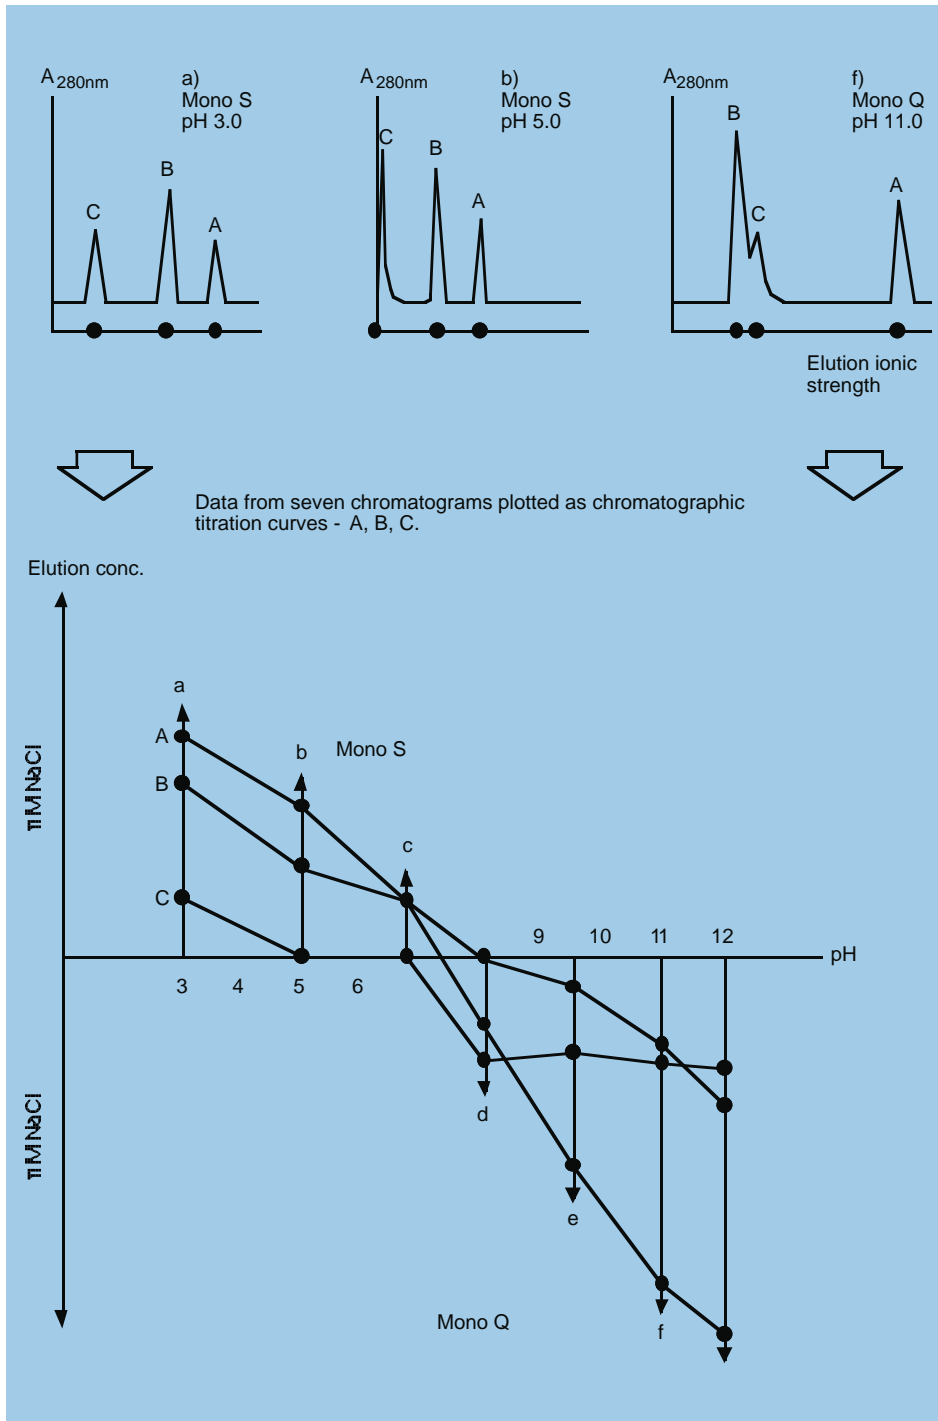 A280nm
a)
Mono S
pH 3.0
C
B
A
A280nm
b)
Mono S
pH 5.0
C
B
A
A280nm
f)
Mono Q
pH 11.0
B
C
A
Elution ionic
strength
Data from seven chromatograms plotted as chromatographic
titration curves - A, B, C.
Elution conc.
a
b
Mono S
A
B
c
C
9 10 11 12
pH
3 4 5 6
d
e
f
Mono Q